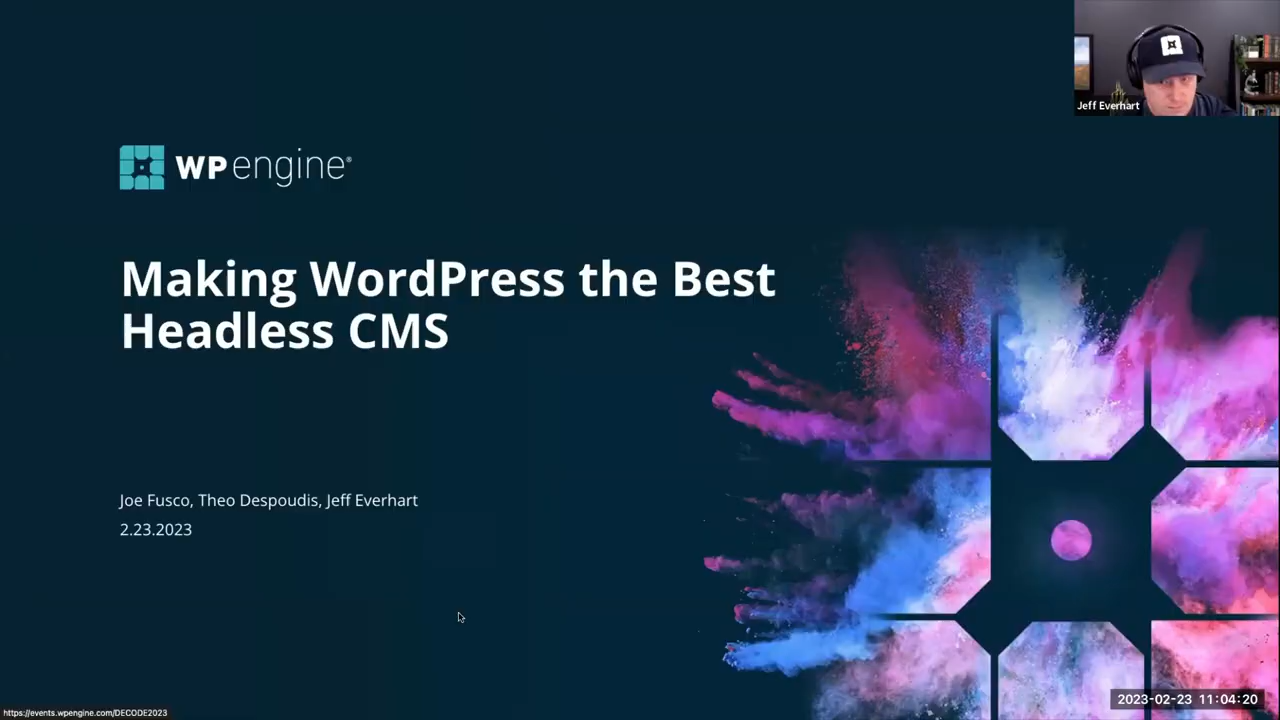 Jeff Everhart
WP engine®
Making WordPress the Best
Headless CMS
Joe Fusco, Theo Despoudis, Jeff Everhart
2.23.2023
2023-02-23 11:04:20
https://events.wpengine.com/DECODE2023